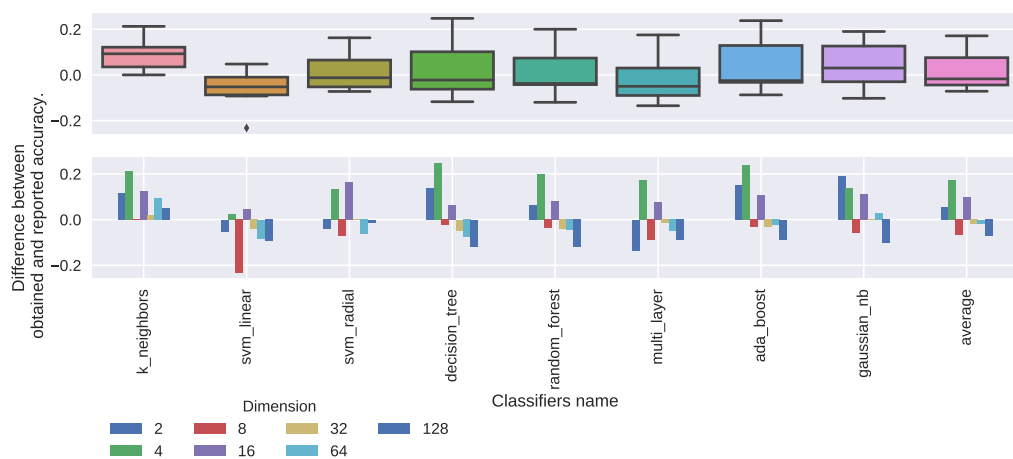 0.2
0.0
−0.2
0.2
0.0
−0.2
Difference between
obtained and reported accuracy.
k_neighbors
svm_linear
svm_radial
decision_tree
random_forest
multi_layer
ada_boost
gaussian_nb
average
Classifiers name
Dimension
2 8 32 128
4 16 64